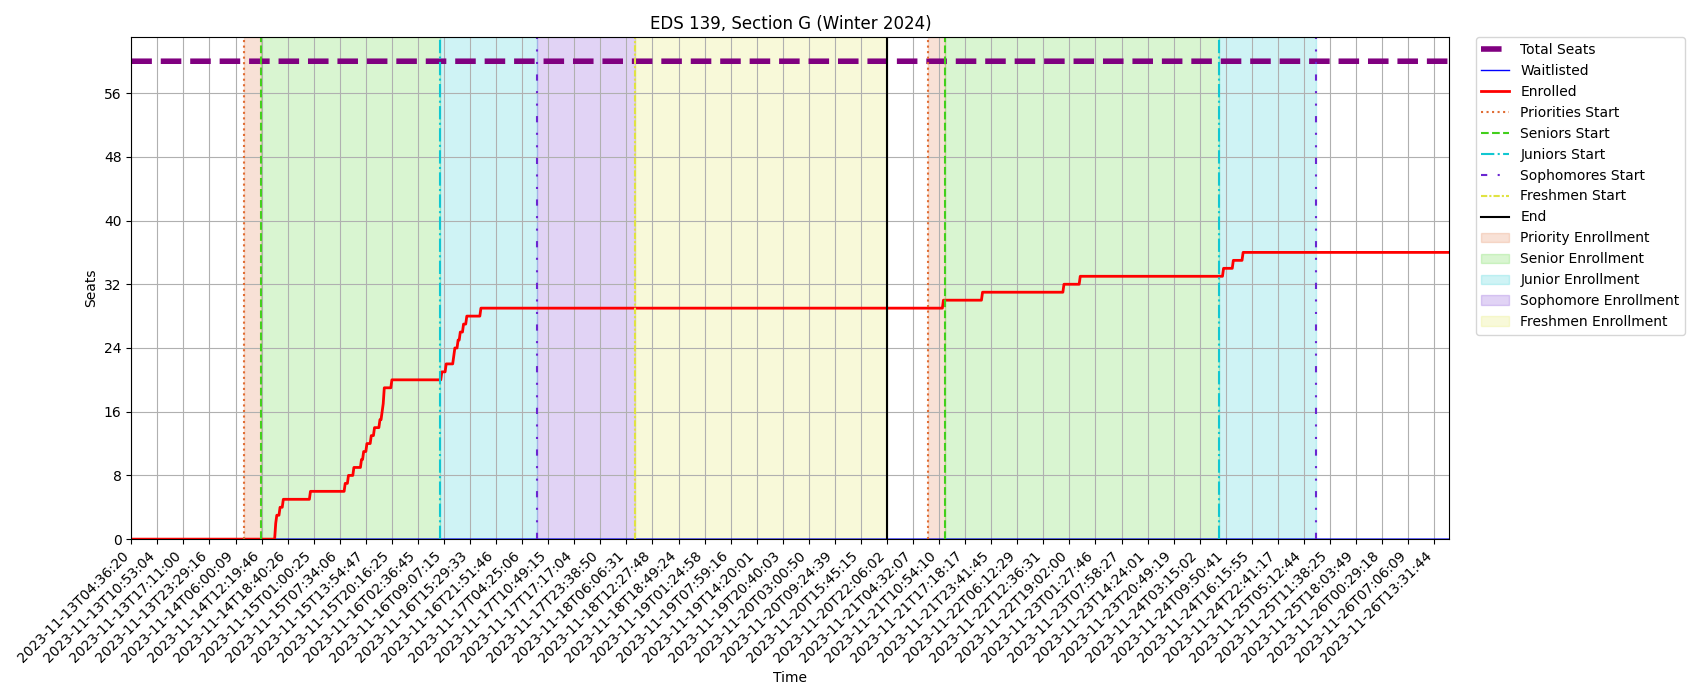 EDS 139, Section G (Winter 2024)
Seats
56
48
40
32
24
16
8
0
2023-11-13T04:36:20
2023-11-13T10:53:04
2023-11-13T17:11:00
2023-11-13T23:29:16
2023-11-14T06:00:09
2023-11-14T12:19:46
2023-11-14T18:40:26
2023-11-15T01:00:25
2023-11-15T07:34:06
2023-11-15T13:54:47
2023-11-15T20:16:25
2023-11-16T02:36:45
2023-11-16T09:07:15
2023-11-16T15:29:33
2023-11-16T21:51:46
2023-11-17T04:25:06
2023-11-17T10:49:15
2023-11-17T17:17:04
2023-11-17T23:38:50
2023-11-18T06:06:31
2023-11-18T12:27:48
2023-11-18T18:49:24
2023-11-19T01:24:58
2023-11-19T07:59:16
2023-11-19T14:20:01
2023-11-19T20:40:03
2023-11-20T03:00:50
2023-11-20T09:24:39
2023-11-20T15:45:15
2023-11-20T22:06:02
2023-11-21T04:32:07
2023-11-21T10:54:10
2023-11-21T17:18:17
2023-11-21T23:41:45
2023-11-22T06:12:29
2023-11-22T12:36:31
2023-11-22T19:02:00
2023-11-23T01:27:46
2023-11-23T07:58:27
2023-11-23T14:24:01
2023-11-23T20:49:19
2023-11-24T03:15:02
2023-11-24T09:50:41
2023-11-24T16:15:55
2023-11-24T22:41:17
2023-11-25T05:12:44
2023-11-25T11:38:25
2023-11-25T18:03:49
2023-11-26T00:29:18
2023-11-26T07:06:09
2023-11-26T13:31:44
Time
Total Seats
Waitlisted
Enrolled
Priorities Start
Seniors Start
Juniors Start
Sophomores Start
Freshmen Start
End
Priority Enrollment
Senior Enrollment
Junior Enrollment
Sophomore Enrollment
Freshmen Enrollment